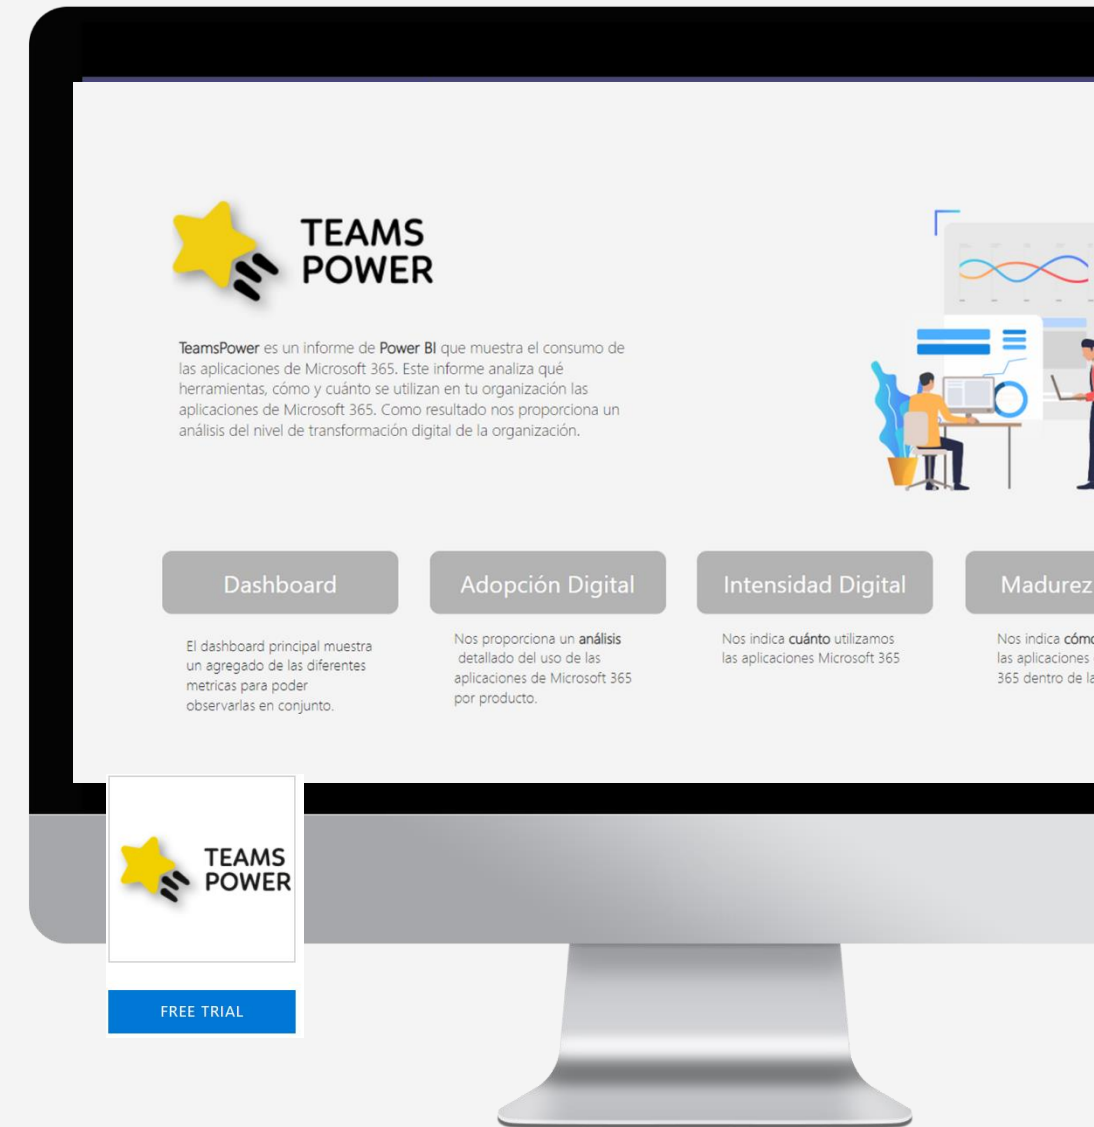 TEAMS
POWER
TeamsPower es un informe de Power BI que muestra el consumo de
las aplicaciones de Microsoft 365. Este informe analiza qué
herramientas, cómo y cuánto se utilizan en tu organización las
aplicaciones de Microsoft 365. Como resultado nos proporciona un
análisis del nivel de transformación digital de la organización.
Dashboard
El dashboard principal muestra
un agregado de las diferentes
metricas para poder
observarlas en conjunto.
Adopción Digital
Nos proporciona un análisis
detallado del uso de las
aplicaciones de Microsoft 365
por producto.
Intensidad Digital
Nos indica cuánto utilizamos
las aplicaciones Microsoft 365
Madurez
Nos indica cómo
las aplicaciones
365 dentro de la
TEAMS
POWER
FREE TRIAL